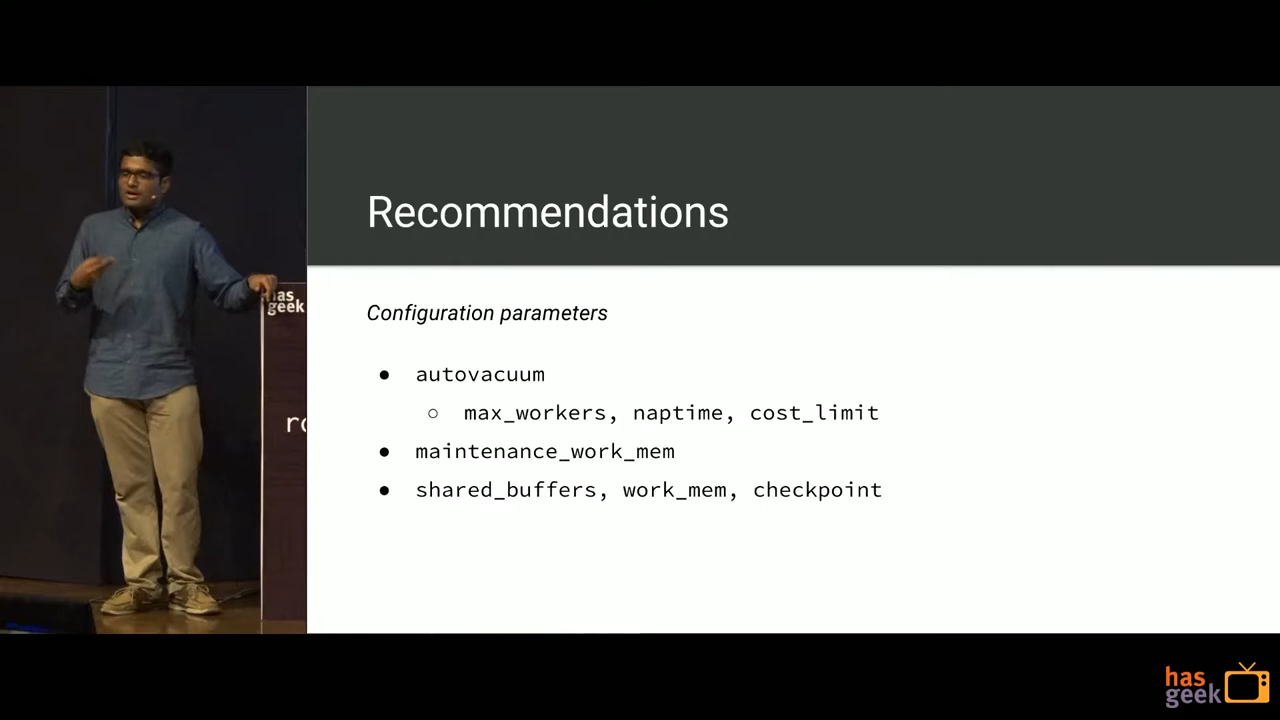 Recommendations
Configuration parameters
● autovacuum
○ max_workers, naptime, cost_limit
● maintenance_work_mem
● shared_buffers, work_mem, checkpoint
has
geek
has
geek